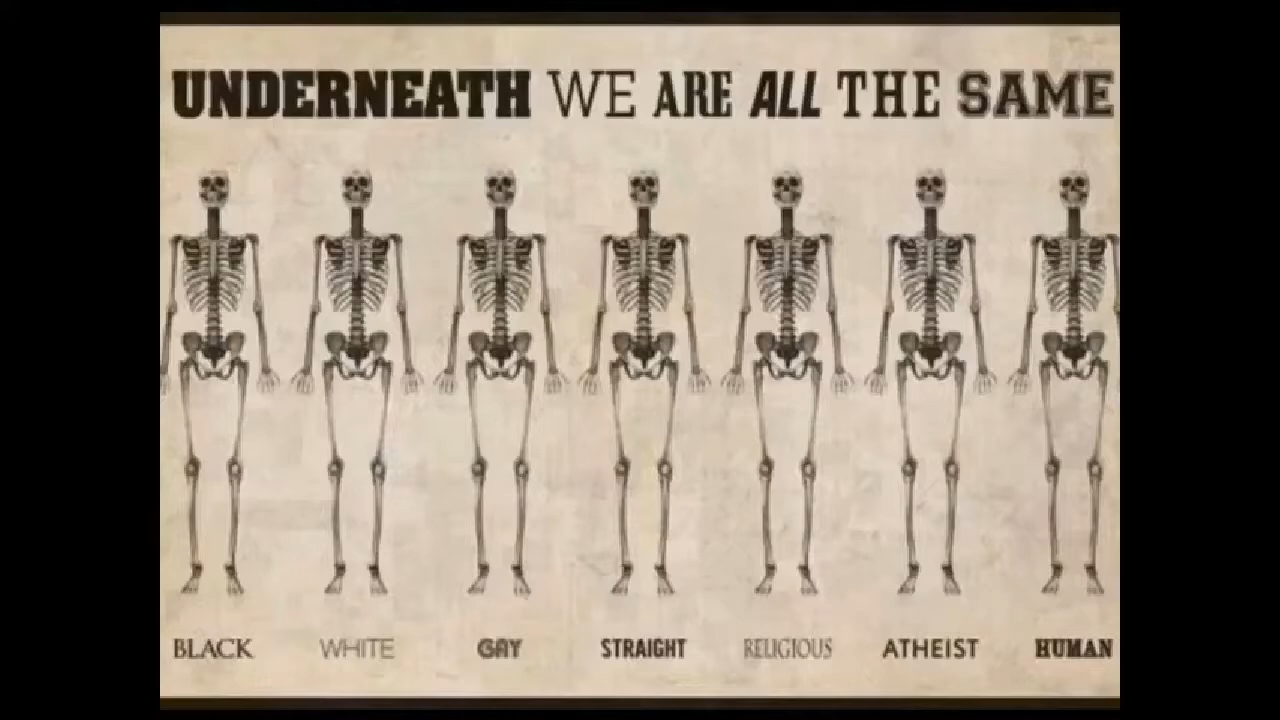 UNDERNEATH WE ARE ALL THE SAME
BLACK WHITE GAY STRAIGHT RELIGIOUS ATHEIST HUMAN